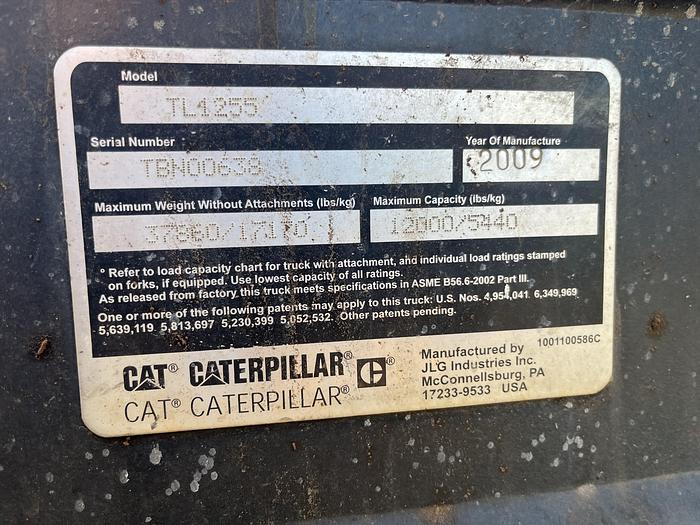 Model
TL1255
Serial Number
TBN00638
Year Of Manufacture
2009
Maximum Weight Without Attachments (lbs/kg)
Maximum Capacity (lbs/kg)
12000/5440
° Refer to load capacity chart for truck with attachment, and individual load ratings stamped
on forks, if equipped. Use lowest capacity of all ratings.
As released from factory this truck meets specifications in ASME B56.6-2002 Part III.
One or more of the following patents may apply to this truck: U.S. Nos. 4,954,041 6,349,969
5,639,119 5,813,697 5,230,399 5,052,532. Other patents pending.
CAT® CATERPILLAR® C®
CAT® CATERPILLAR®
Manufactured by 1001100586C
JLG Industries Inc.
McConnellsburg, PA
17233-9533 USA